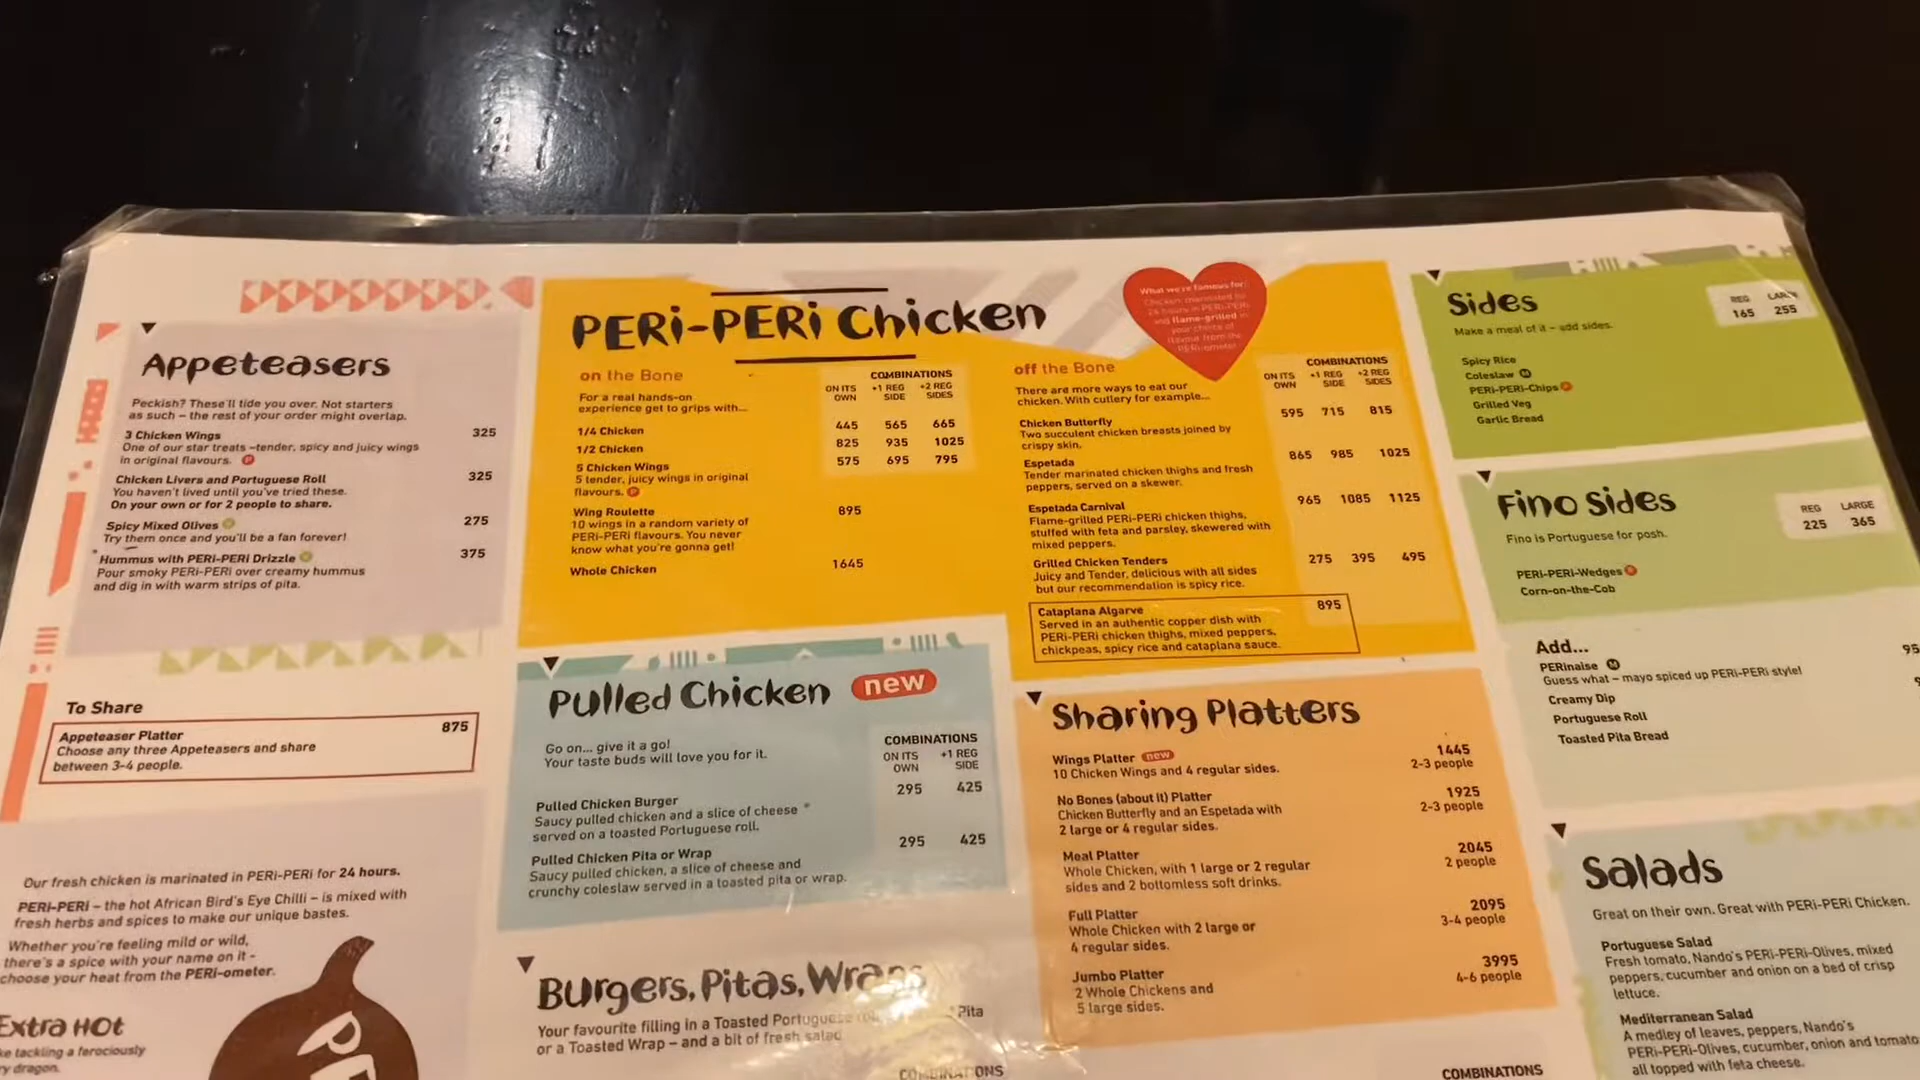 Appeteasers
Peckish? These'll tide you over. Not starters
as such – the rest of your order might overlap.
3 Chicken Wings 325
One of our star treats –tender, spicy and juicy wings
in original flavours. P
Chicken Livers and Portuguese Roll 325
You haven't lived until you've tried these.
On your own or for 2 people to share.
Spicy Mixed Olives 275
Try them once and you'll be a fan forever!
Hummus with PERi-PERi Drizzle 375
Pour smoky PERi-PERi over creamy hummus
and dig in with warm strips of pita.
To Share
Appeteaser Platter 875
Choose any three Appeteasers and share
between 3-4 people.
Our fresh chicken is marinated in PERi-PERi for 24 hours.
PERi-PERi – the hot African Bird's Eye Chilli – is mixed with
fresh herbs and spices to make our unique bastes.
Whether you're feeling mild or wild,
there's a spice with your name on it -
choose your heat from the PERi-ometer.
Extra Hot
tackling a ferociously
dragon.
PE
PERi-PERi Chicken
What we're famous for:
Chicken marinated for
24 hours in PERi-PERi
and flame-grilled in
your choice of
flavour from the
PERi-ometer
on the Bone
For a real hands-on
experience get to grips with...
COMBINATIONS
ON ITS OWN +1 REG SIDE +2 REG SIDES
1/4 Chicken 445 565 665
1/2 Chicken 825 935 1025
5 Chicken Wings 575 695 795
5 tender, juicy wings in original
flavours. P
Wing Roulette 895
10 wings in a random variety of
PERi-PERi flavours. You never
know what you're gonna get!
Whole Chicken 1645
off the Bone
There are more ways to eat our
chicken. With cutlery for example...
COMBINATIONS
ON ITS OWN +1 REG SIDE +2 REG SIDES
Chicken Butterfly 595 715 815
Two succulent chicken breasts joined by
crispy skin.
Espetada 865 985 1025
Tender marinated chicken thighs and fresh
peppers, served on a skewer.
Espetada Carnival 965 1085 1125
Flame-grilled PERi-PERi chicken thighs,
stuffed with feta and parsley, skewered with
mixed peppers.
Grilled Chicken Tenders 275 395 495
Juicy and Tender, delicious with all sides
but our recommendation is spicy rice.
Cataplana Algarve 895
Served in an authentic copper dish with
PERi-PERi chicken thighs, mixed peppers,
chickpeas, spicy rice and cataplana sauce.
Pulled Chicken new
Go on... give it a go!
Your taste buds will love you for it.
COMBINATIONS
ON ITS OWN +1 REG SIDE
Pulled Chicken Burger 295 425
Saucy pulled chicken and a slice of cheese
served on a toasted Portuguese roll.
Pulled Chicken Pita or Wrap 295 425
Saucy pulled chicken, a slice of cheese and
crunchy coleslaw served in a toasted pita or wrap.
Burgers, Pitas, Wraps
Your favourite filling in a Toasted Portuguese Pita
or a Toasted Wrap – and a bit of fresh salad
COMBINATIONS
Sharing Platters
Wings Platter new 1445
10 Chicken Wings and 4 regular sides. 2-3 people
No Bones (about it) Platter 1925
Chicken Butterfly and an Espetada with 2-3 people
2 large or 4 regular sides.
Meal Platter 2045
Whole Chicken, with 1 large or 2 regular 2 people
sides and 2 bottomless soft drinks.
Full Platter 2095
Whole Chicken with 2 large or 3-4 people
4 regular sides.
Jumbo Platter 3995
2 Whole Chickens and 4-6 people
5 large sides.
COMBINATIONS
Sides
Make a meal of it – add sides.
REG LARGE
165 255
Spicy Rice
Coleslaw M
PERi-PERi-Chips P
Grilled Veg
Garlic Bread
Fino Sides
Fino is Portuguese for posh.
REG LARGE
225 365
PERi-PERi-Wedges P
Corn-on-the-Cob
Add...
PERinaise M 95
Guess what – mayo spiced up PERi-PERi style!
Creamy Dip
Portuguese Roll
Toasted Pita Bread
Salads
Great on their own. Great with PERi-PERi Chicken.
Portuguese Salad
Fresh tomato, Nando's PERi-PERi-Olives, mixed
peppers, cucumber and onion on a bed of crisp
lettuce.
Mediterranean Salad
A medley of leaves, peppers, Nando's
PERi-PERi-Olives, cucumber, onion and tomato
all topped with feta cheese.